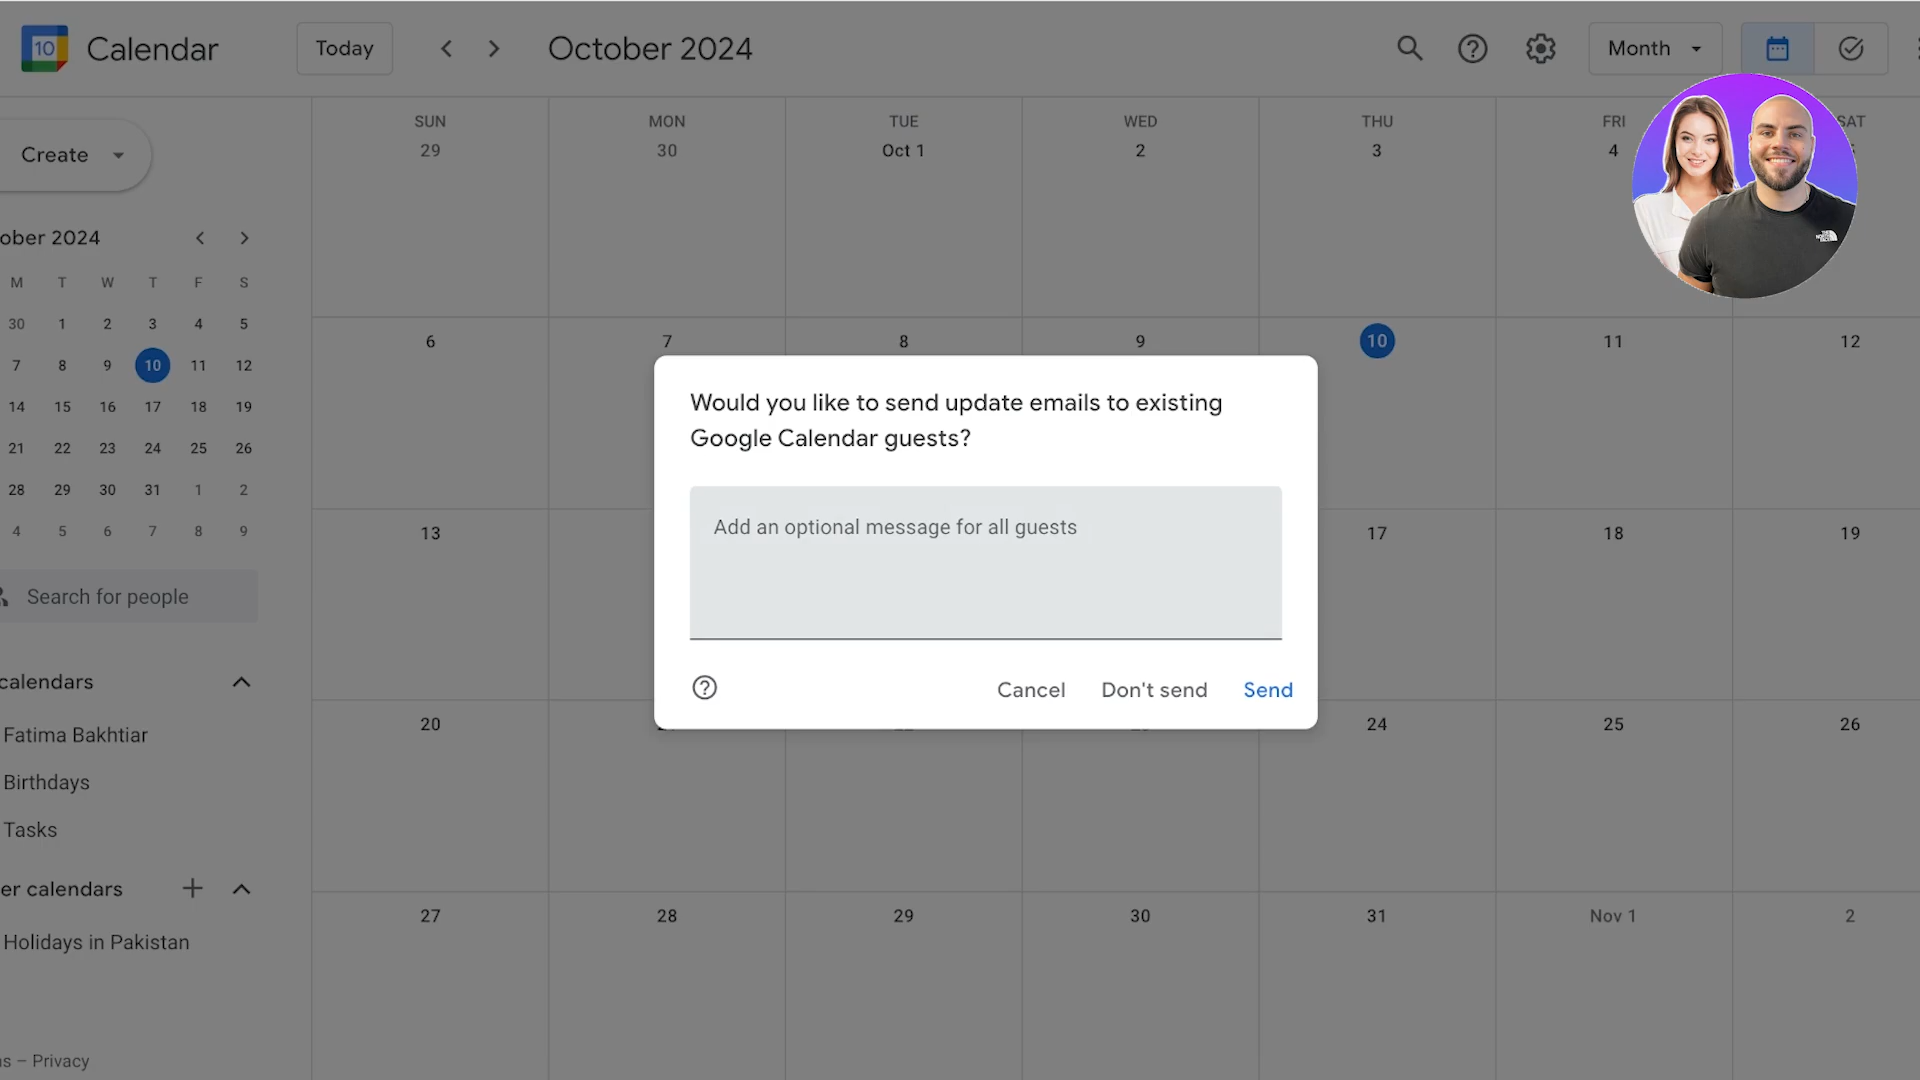 10 Calendar Today October 2024 Month
Create
ober 2024
M T W T F S
30 1 2 3 4 5
7 8 9 10 11 12
14 15 16 17 18 19
21 22 23 24 25 26
28 29 30 31 1 2
4 5 6 7 8 9
Search for people
calendars
Fatima Bakhtiar
Birthdays
Tasks
er calendars
Holidays in Pakistan
s – Privacy
SUN MON TUE WED THU FRI SAT
29 30 Oct 1 2 3 4
6 7 8 9 10 11 12
13 17 18 19
20 24 25 26
27 28 29 30 31 Nov 1 2
Would you like to send update emails to existing
Google Calendar guests?
Add an optional message for all guests
Cancel Don't send Send